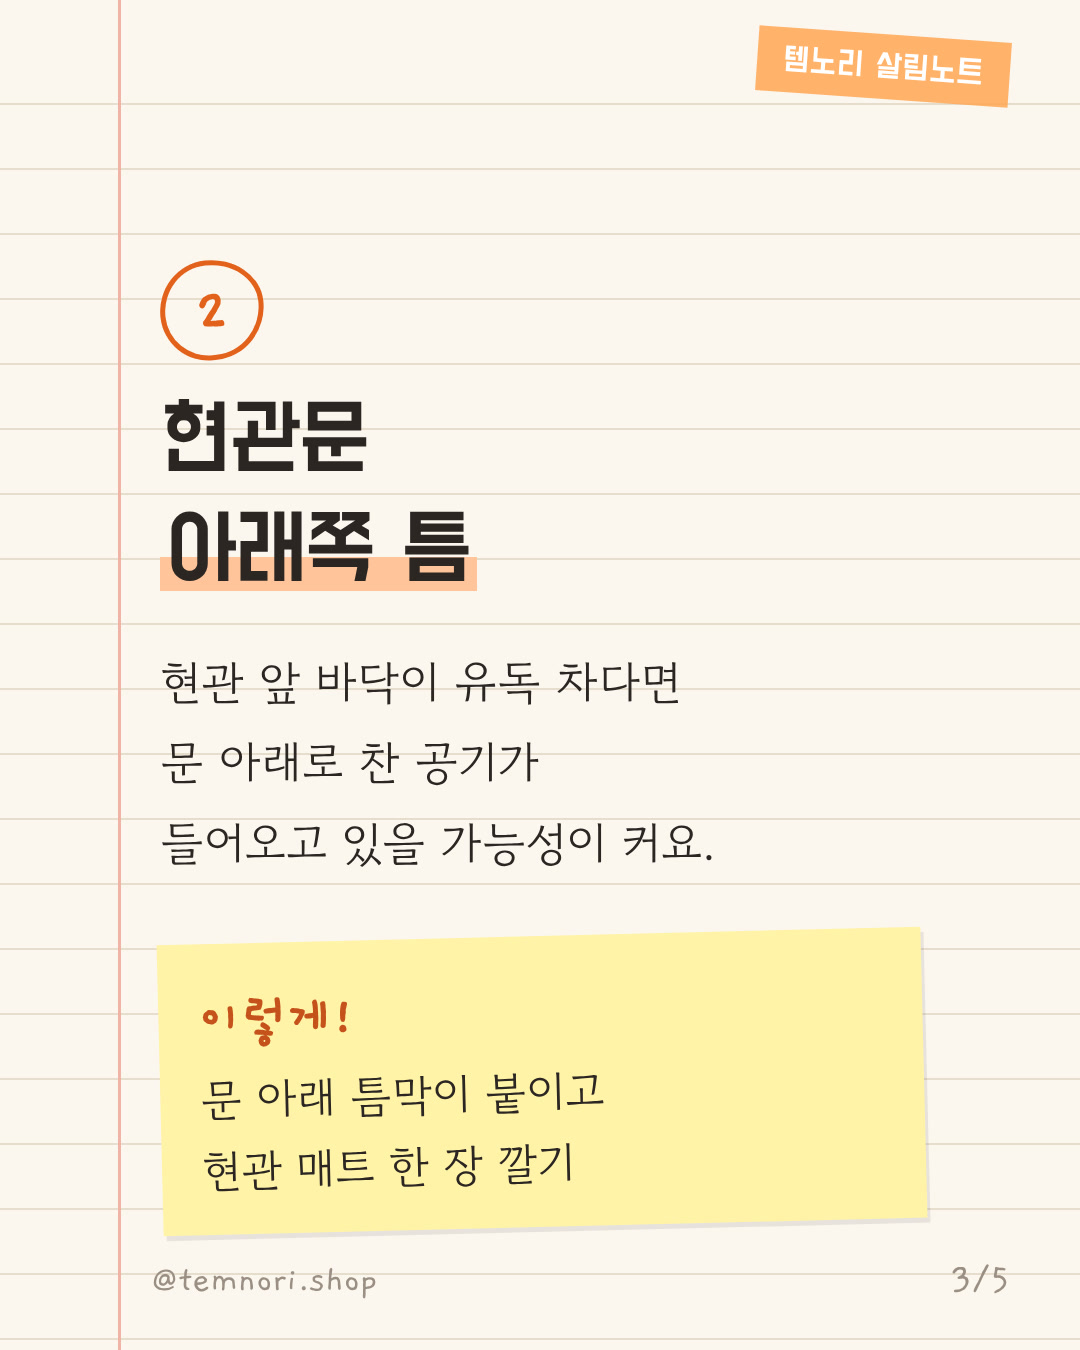 템노리 살림노트
2
현관문
아래쪽 틈
현관 앞 바닥이 유독 차다면
문 아래로 찬 공기가
들어오고 있을 가능성이 커요.
이렇게!
문 아래 틈막이 붙이고
현관 매트 한 장 깔기
@temnori.shop
3/5